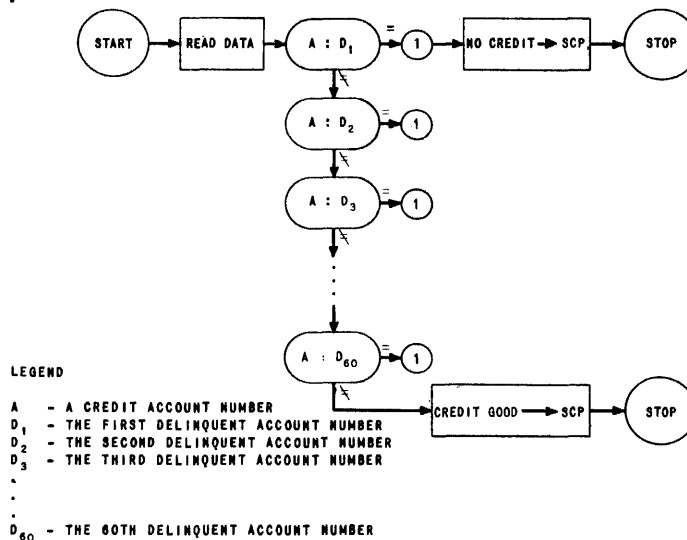 START READ DATA A : D₁ = 1 NO CREDIT → SCP STOP
≠
A : D₂ = 1
≠
A : D₃ = 1
≠
.
.
.
.
A : D₆₀ = 1
≠
CREDIT GOOD → SCP STOP
LEGEND
A - A CREDIT ACCOUNT NUMBER
D₁ - THE FIRST DELINQUENT ACCOUNT NUMBER
D₂ - THE SECOND DELINQUENT ACCOUNT NUMBER
D₃ - THE THIRD DELINQUENT ACCOUNT NUMBER
.
.
.
D₆₀ - THE 60TH DELINQUENT ACCOUNT NUMBER